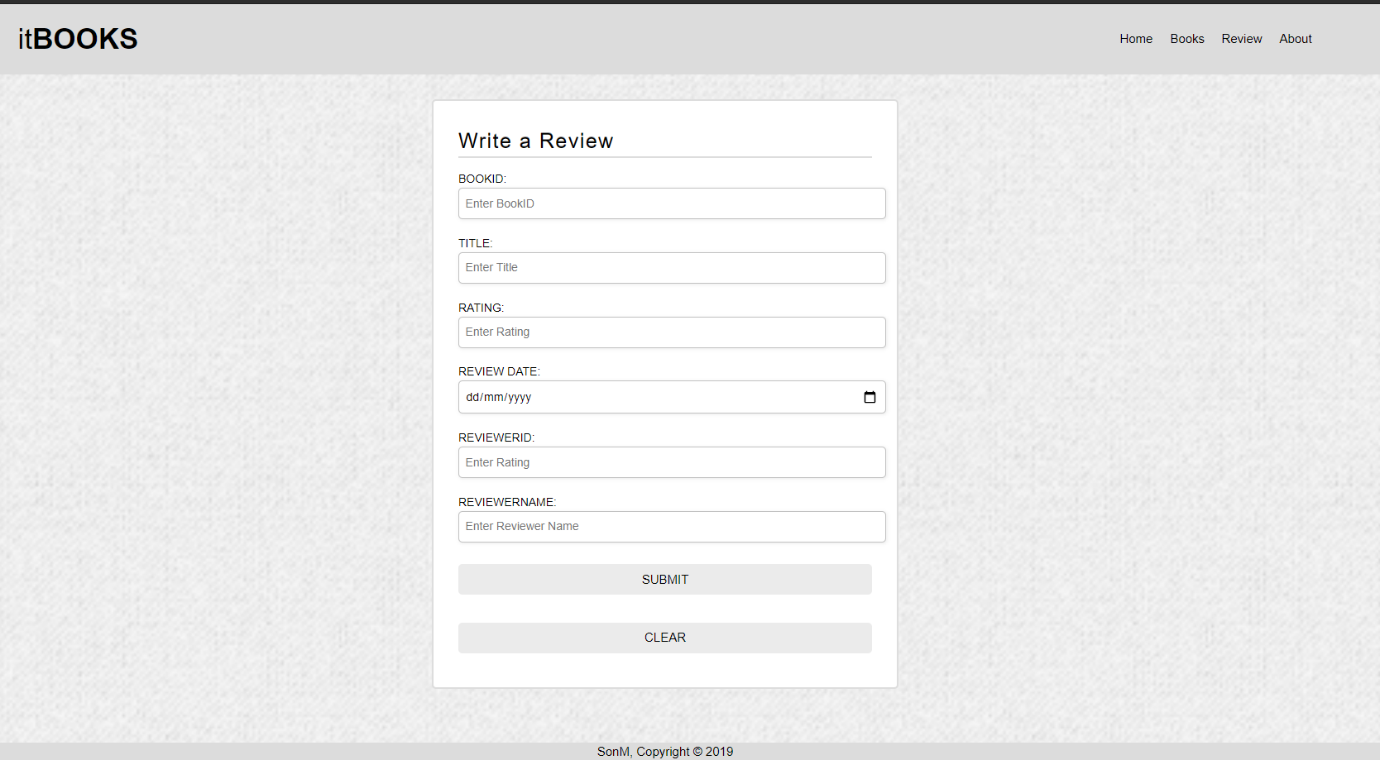 itBOOKS
Home Books Review About
Write a Review
BOOKID:
Enter BookID
TITLE:
Enter Title
RATING:
Enter Rating
REVIEW DATE:
dd/mm/yyyy
REVIEWERID:
Enter Rating
REVIEWERNAME:
Enter Reviewer Name
SUBMIT
CLEAR
SonM, Copyright © 2019